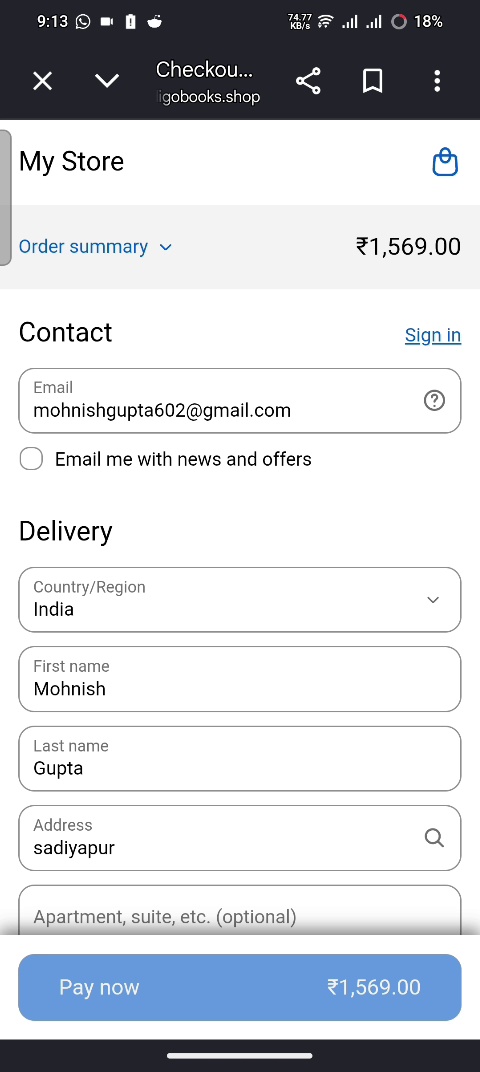 9:13 74.77 KB/s 18%
Checkou...
igobooks.shop
My Store
Order summary ₹1,569.00
Contact Sign in
Email
mohnishgupta602@gmail.com
Email me with news and offers
Delivery
Country/Region
India
First name
Mohnish
Last name
Gupta
Address
sadiyapur
Apartment, suite, etc. (optional)
Pay now ₹1,569.00